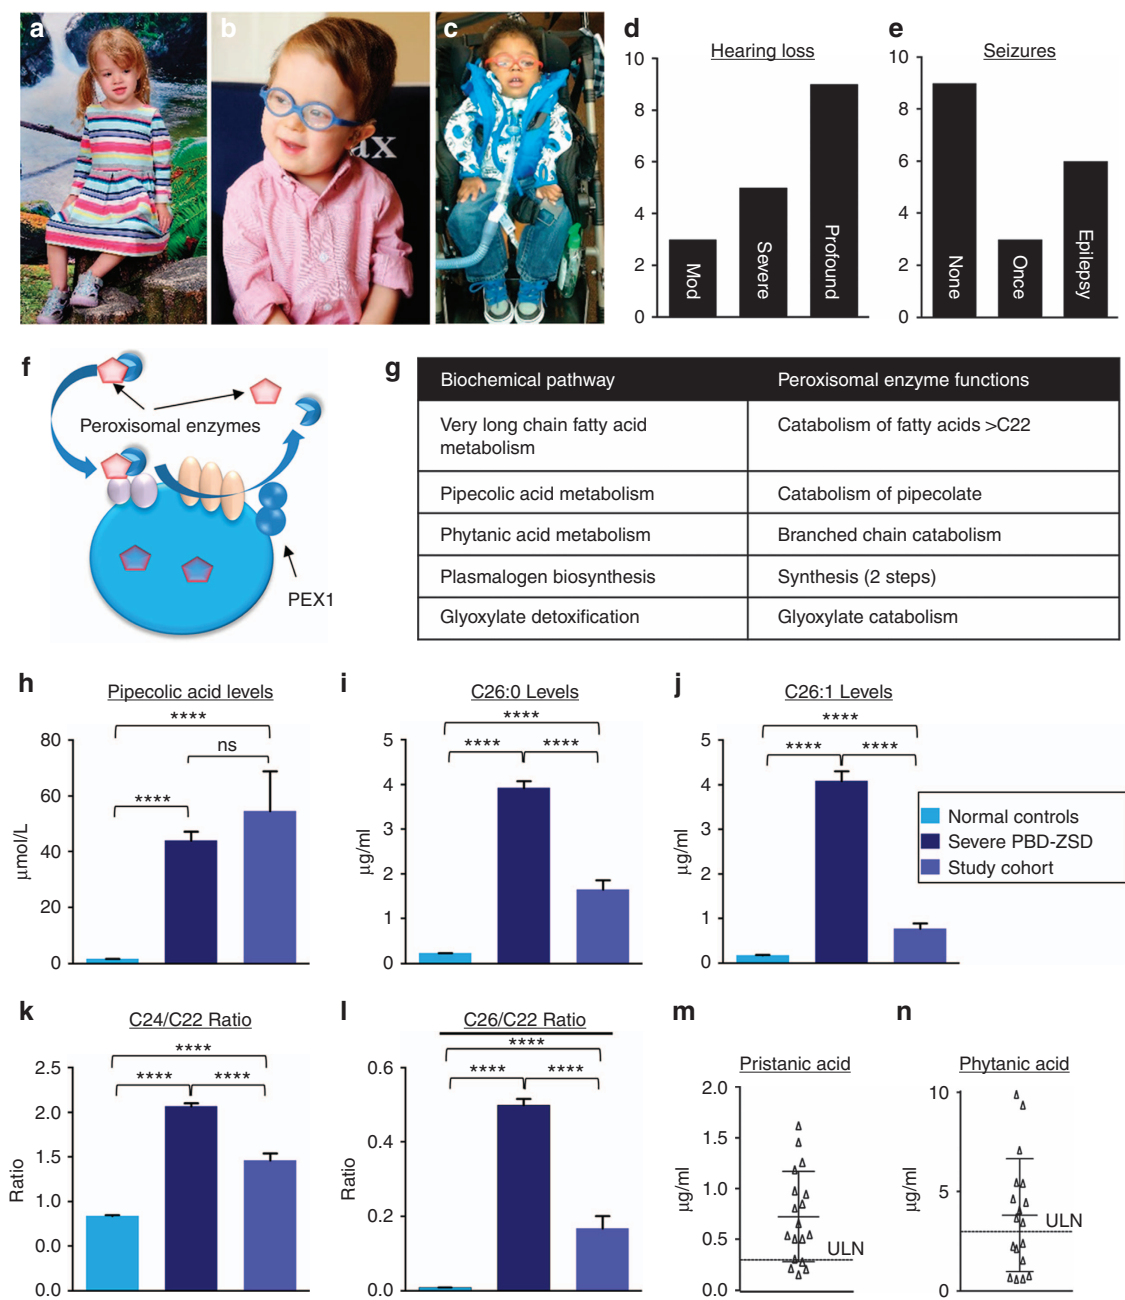 a
b
c
ax
d
Hearing loss
10
8
6
4
2
0
Mod
Severe
Profound
e
Seizures
10
8
6
4
2
0
None
Once
Epilepsy
f
Peroxisomal enzymes
PEX1
g
Biochemical pathway
Peroxisomal enzyme functions
Very long chain fatty acid
metabolism
Catabolism of fatty acids >C22
Pipecolic acid metabolism
Catabolism of pipecolate
Phytanic acid metabolism
Branched chain catabolism
Plasmalogen biosynthesis
Synthesis (2 steps)
Glyoxylate detoxification
Glyoxylate catabolism
h
Pipecolic acid levels
****
ns
****
80
60
40
20
0
µmol/L
i
C26:0 Levels
****
**** ****
5
4
3
2
1
0
µg/ml
j
C26:1 Levels
****
**** ****
5
4
3
2
1
0
µg/ml
Normal controls
Severe PBD-ZSD
Study cohort
k
C24/C22 Ratio
****
**** ****
2.5
2.0
1.5
1.0
0.0
0.0
Ratio
l
C26/C22 Ratio
****
**** ****
0.6
0.4
0.2
0.0
Ratio
m
Pristanic acid
2.0
1.5
1.0
0.5
0.0
µg/ml
ULN
n
Phytanic acid
10
5
0
µg/ml
ULN